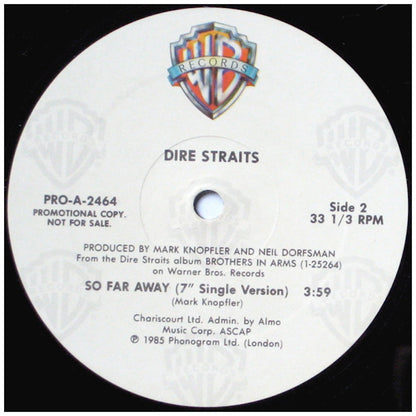 WB
RECORDS
DIRE STRAITS
PRO-A-2464
PROMOTIONAL COPY.
NOT FOR SALE.
Side 2
33 1/3 RPM
PRODUCED BY MARK KNOPFLER AND NEIL DORFSMAN
From the Dire Straits album BROTHERS IN ARMS (1-25264)
on Warner Bros. Records
SO FAR AWAY (7" Single Version) 3:59
(Mark Knopfler)
Chariscourt Ltd. Admin. by Almo
Music Corp. ASCAP
℗ 1985 Phonogram Ltd. (London)